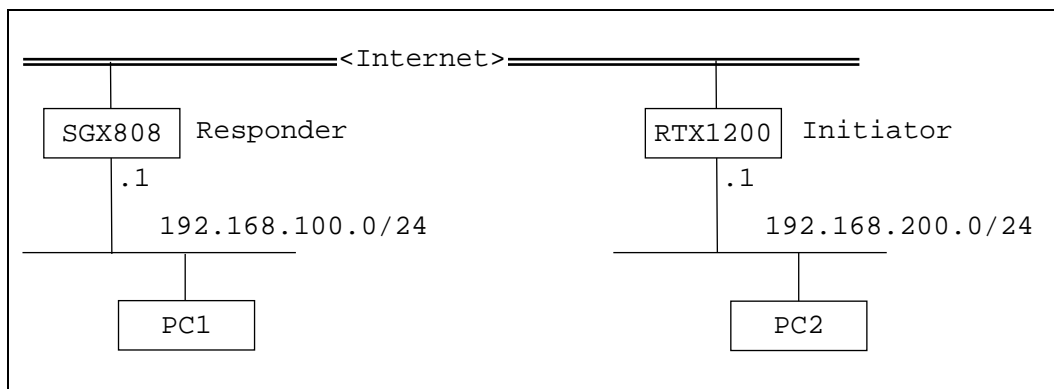 <Internet>
SGX808 Responder RTX1200 Initiator
.1 .1
192.168.100.0/24 192.168.200.0/24
PC1 PC2